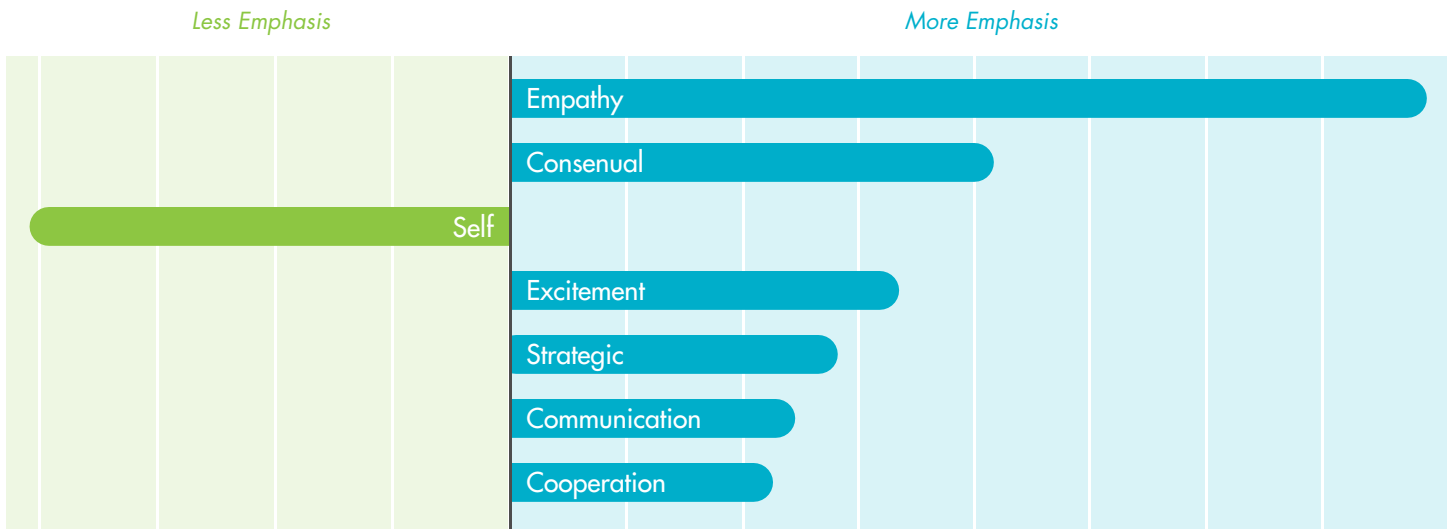 Less Emphasis
More Emphasis
Empathy
Consenual
Self
Excitement
Strategic
Communication
Cooperation